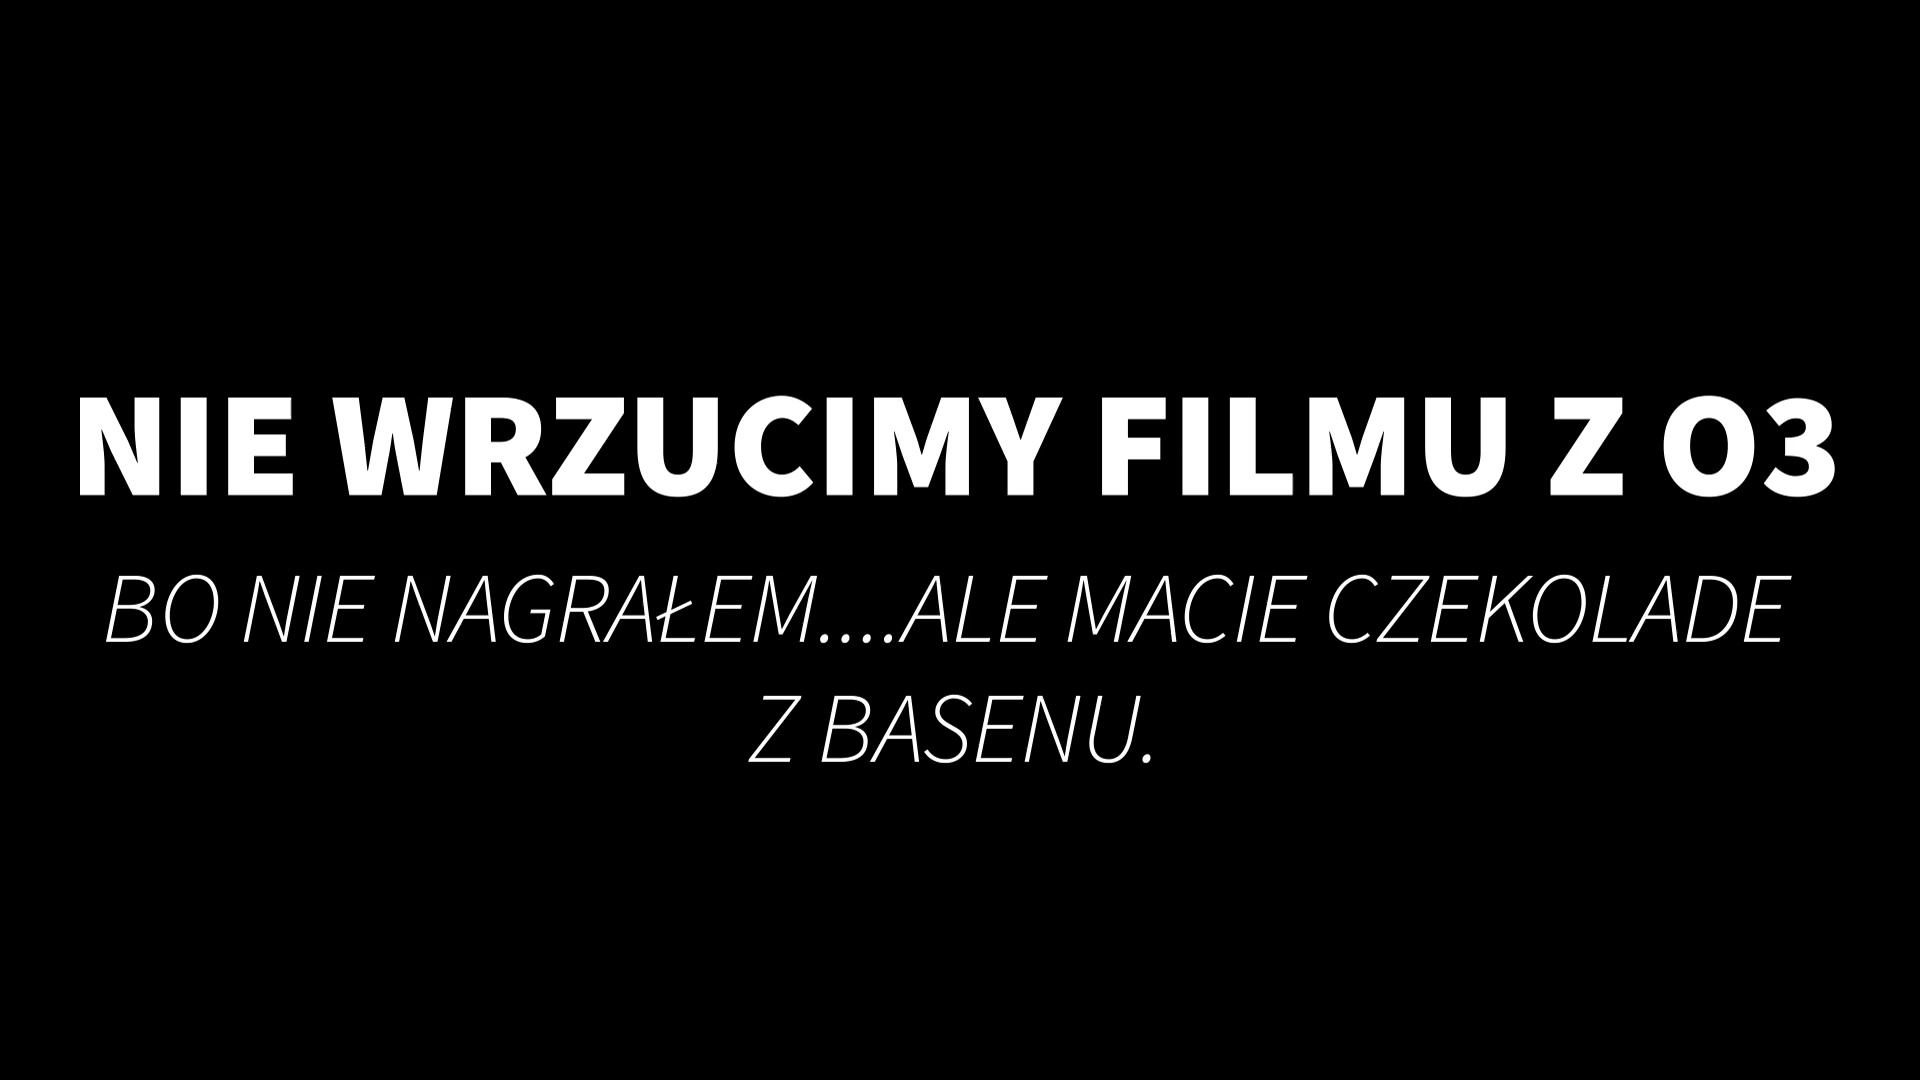 NIE WRZUCIMY FILMU Z O3
BO NIE NAGRAŁEM....ALE MACIE CZEKOLADE
Z BASENU.